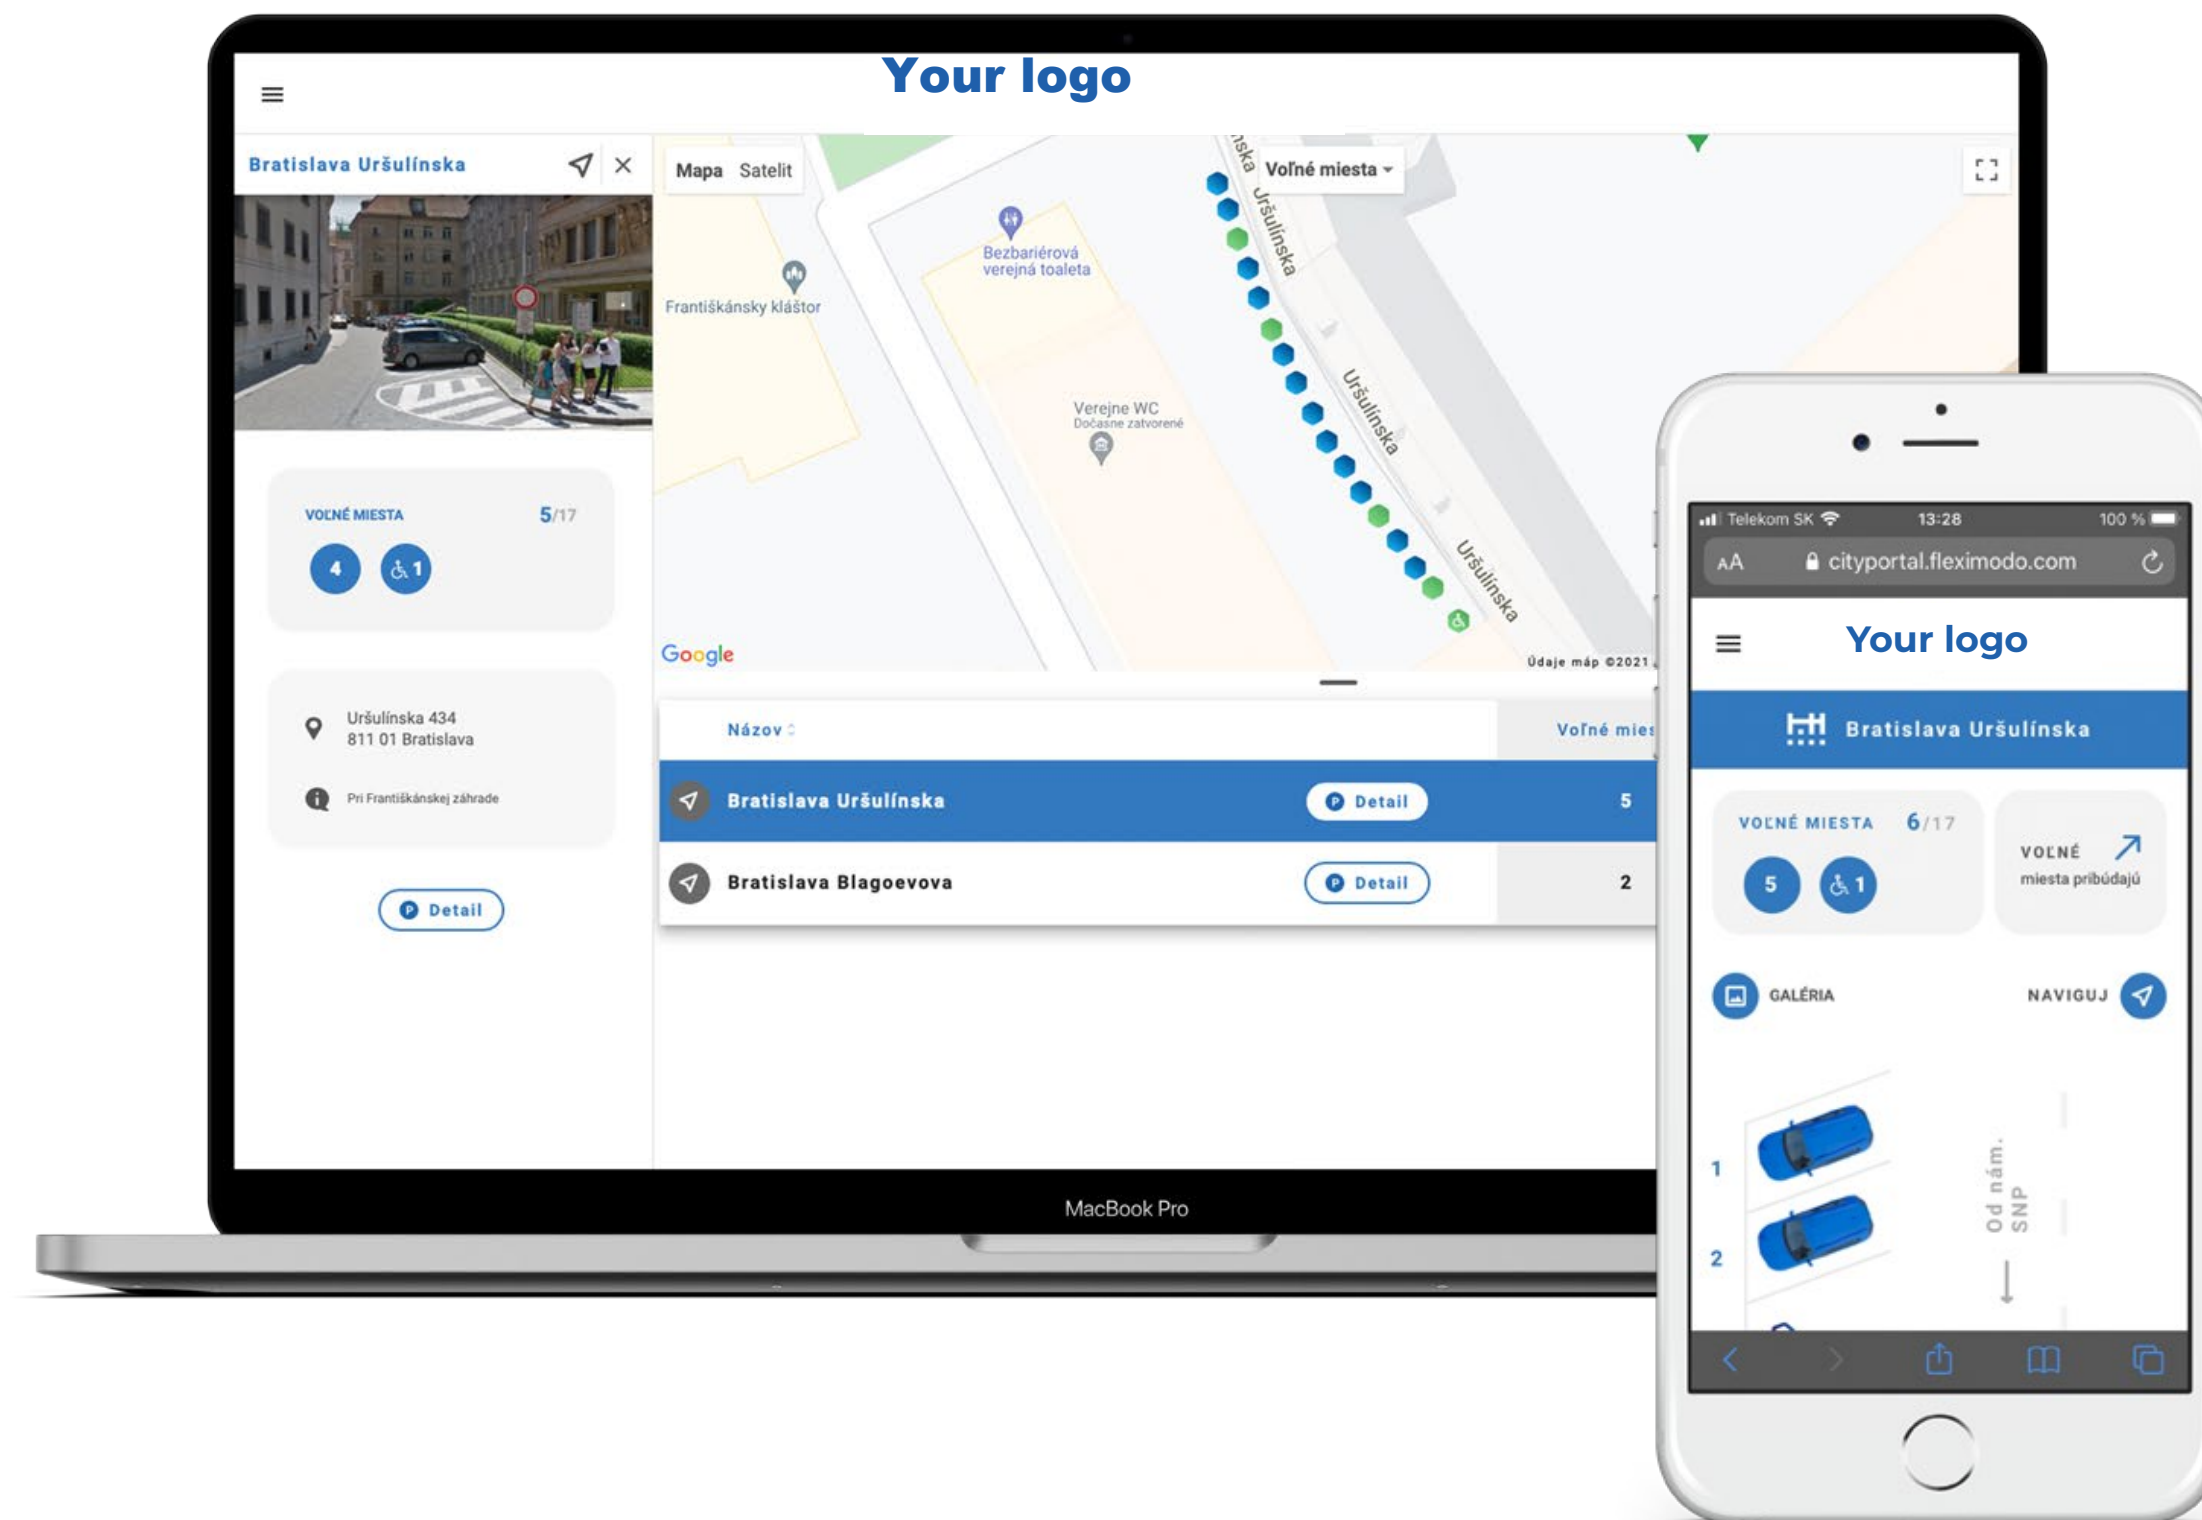 Your logo
Bratislava Uršulínska
Mapa Satelit
Voľné miesta
Uršulínska
Bezbariérová
verejná toaleta
Františkánsky kláštor
Verejne WC
Dočasne zatvorené
Uršulínska
Uršulínska
Google
Údaje máp ©2021
VOĽNÉ MIESTA 5/17
4 1
Uršulínska 434
811 01 Bratislava
Pri Františkánskej záhrade
P Detail
Názov
Voľné mies
Bratislava Uršulínska P Detail 5
Bratislava Blagoevova P Detail 2
MacBook Pro
Telekom SK 13:28 100 %
AA cityportal.fleximodo.com
Your logo
Bratislava Uršulínska
VOĽNÉ MIESTA 6/17
5 1
VOĽNÉ
miesta pribúdajú
GALÉRIA
NAVIGUJ
1
2
Od nám.
SNP